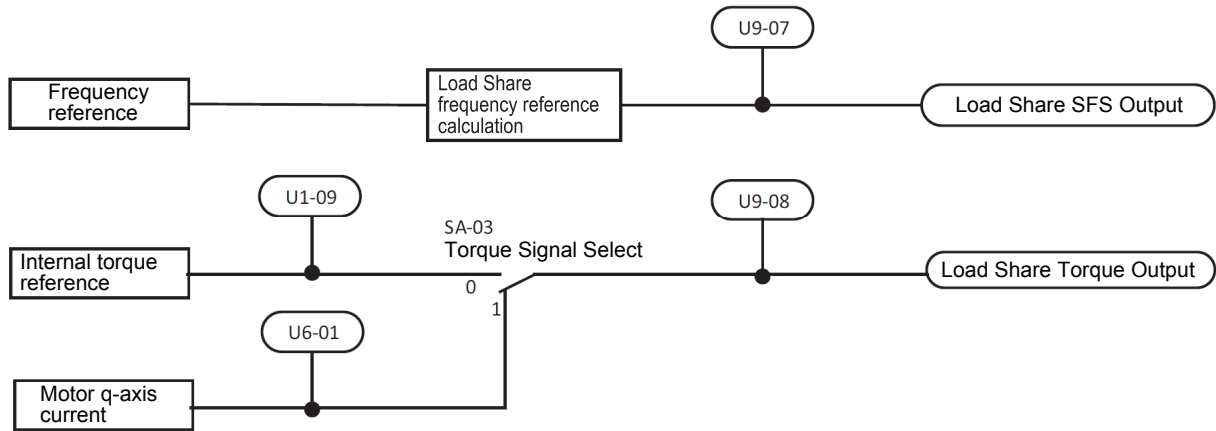 U9-07
Frequency
reference
Load Share
frequency reference
calculation
Load Share SFS Output
U1-09
U9-08
SA-03
Torque Signal Select
Internal torque
reference
0
1
Load Share Torque Output
U6-01
Motor q-axis
current